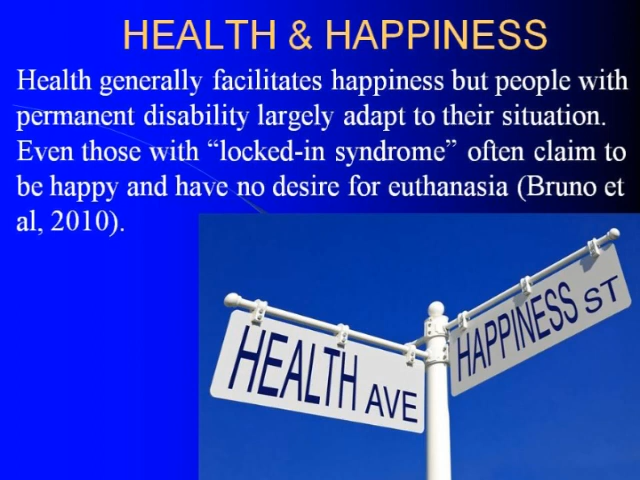 HEALTH & HAPPINESS
Health generally facilitates happiness but people with
permanent disability largely adapt to their situation.
Even those with “locked-in syndrome” often claim to
be happy and have no desire for euthanasia (Bruno et
al, 2010).
HEALTH AVE
HAPPINESS ST